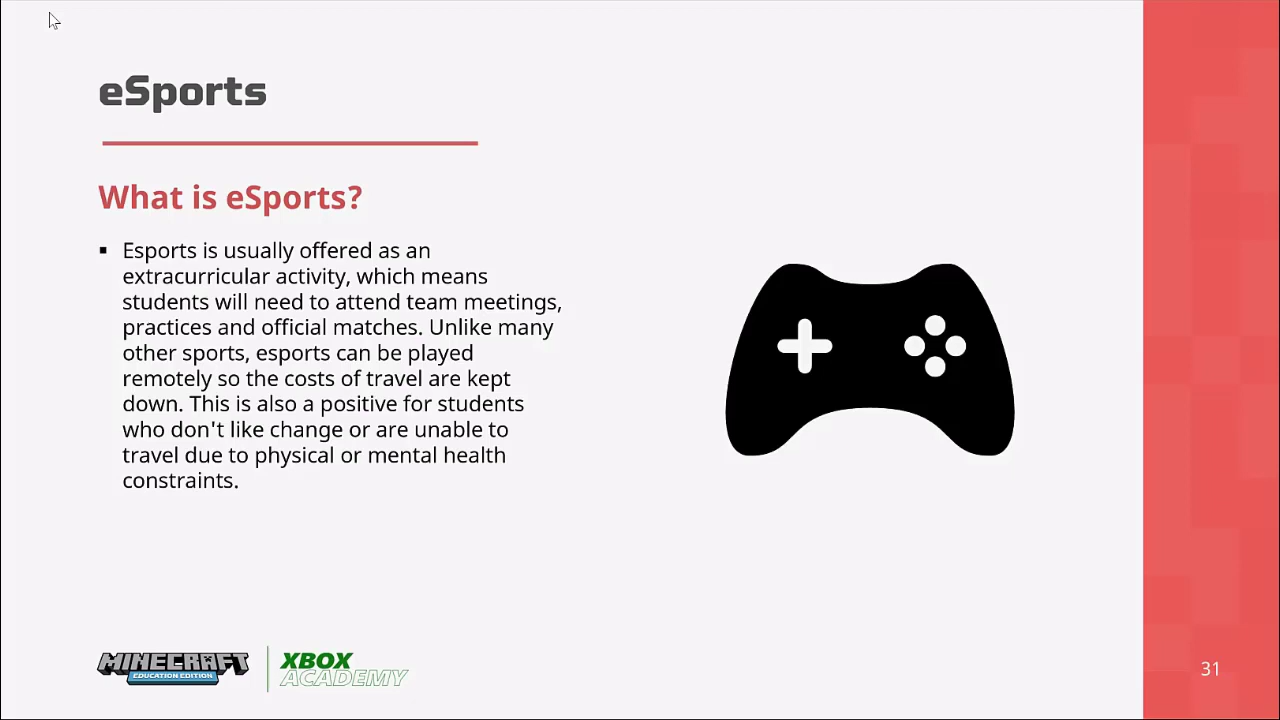 eSports
What is eSports?
▪ Esports is usually offered as an
extracurricular activity, which means
students will need to attend team meetings,
practices and official matches. Unlike many
other sports, esports can be played
remotely so the costs of travel are kept
down. This is also a positive for students
who don't like change or are unable to
travel due to physical or mental health
constraints.
MINECRAFT
EDUCATION EDITION
XBOX
ACADEMY
31